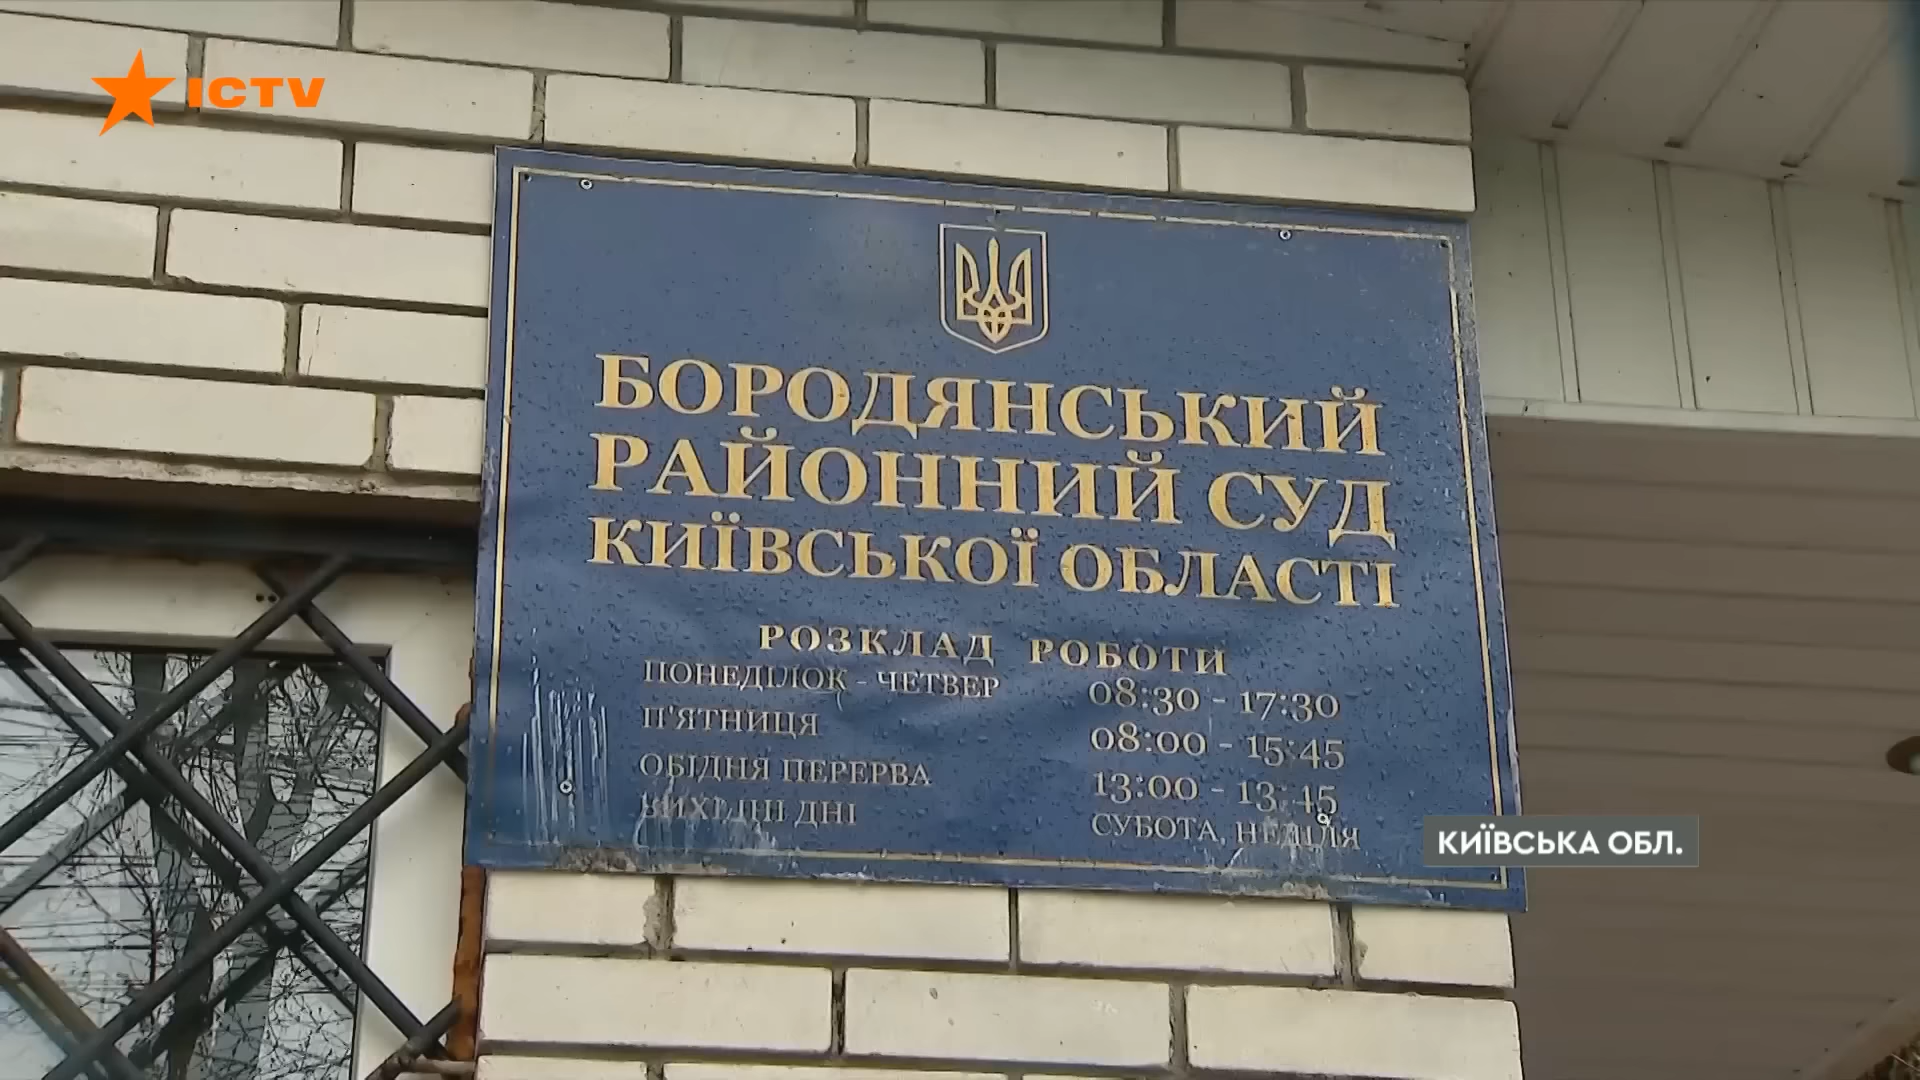 ICTV
БОРОДЯНСЬКИЙ
РАЙОННИЙ СУД
КИЇВСЬКОЇ ОБЛАСТІ
РОЗКЛАД РОБОТИ
ПОНЕДІЛОК - ЧЕТВЕР 08:30 - 17:30
П'ЯТНИЦЯ 08:00 - 15:45
ОБІДНЯ ПЕРЕРВА 13:00 - 13:45
ВИХІДНІ ДНІ СУБОТА, НЕДІЛЯ
КИЇВСЬКА ОБЛ.